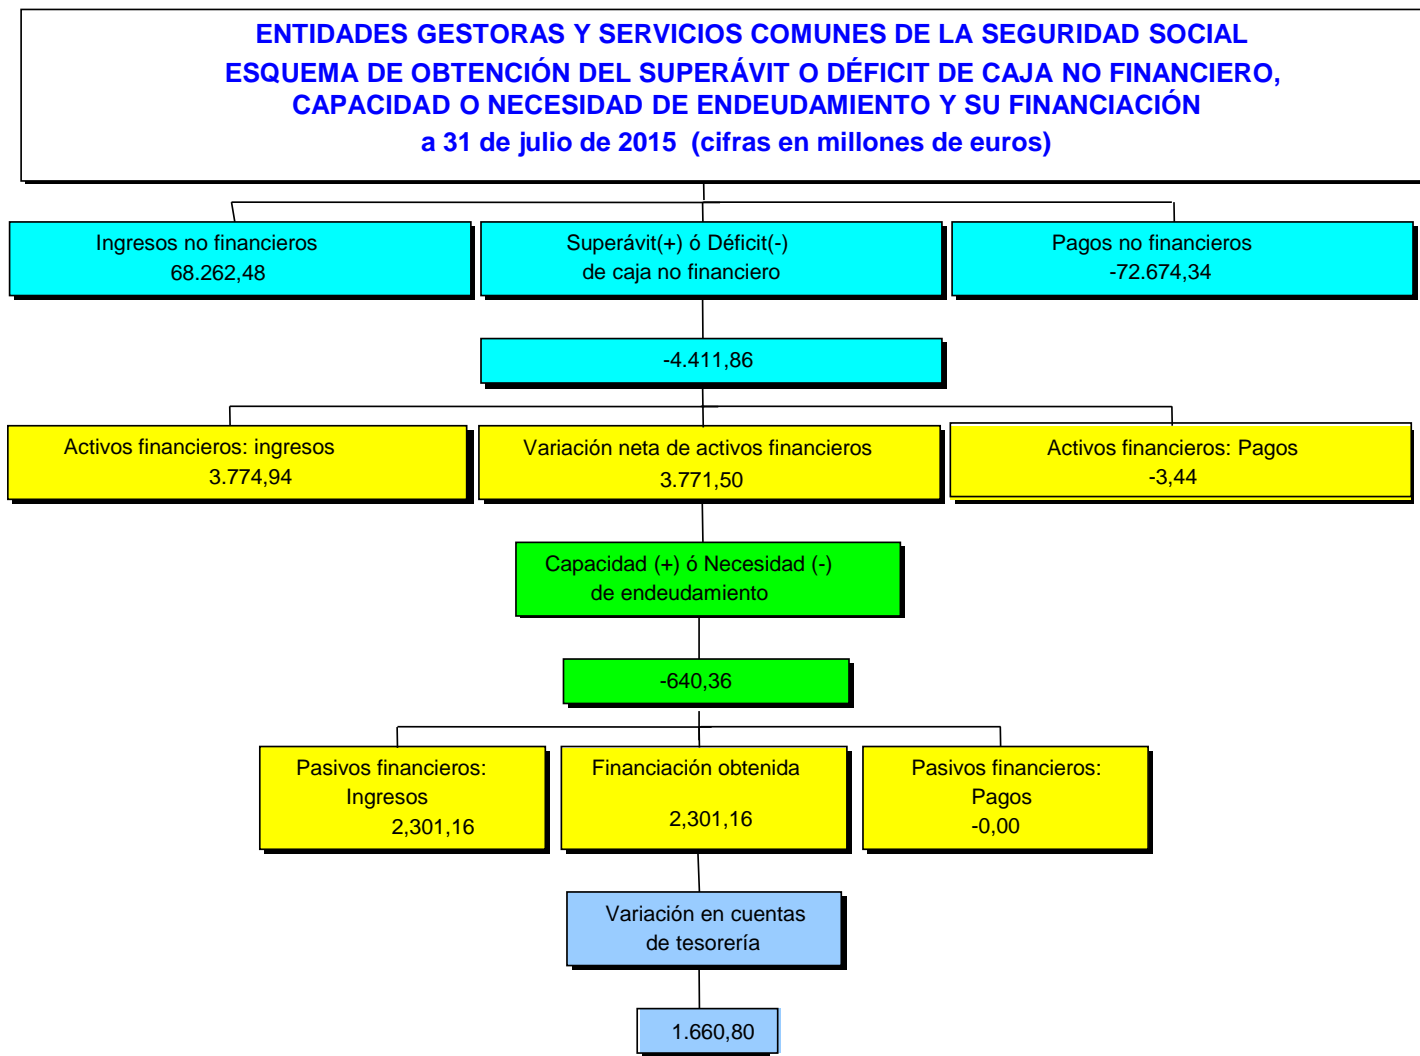 ENTIDADES GESTORAS Y SERVICIOS COMUNES DE LA SEGURIDAD SOCIAL
ESQUEMA DE OBTENCIÓN DEL SUPERÁVIT O DÉFICIT DE CAJA NO FINANCIERO,
CAPACIDAD O NECESIDAD DE ENDEUDAMIENTO Y SU FINANCIACIÓN
a 31 de julio de 2015 (cifras en millones de euros)
Ingresos no financieros
68.262,48
Superávit(+) ó Déficit(-)
de caja no financiero
Pagos no financieros
-72.674,34
-4.411,86
Activos financieros: ingresos
3.774,94
Variación neta de activos financieros
3.771,50
Activos financieros: Pagos
-3,44
Capacidad (+) ó Necesidad (-)
de endeudamiento
-640,36
Pasivos financieros:
Ingresos
2,301,16
Financiación obtenida
2,301,16
Pasivos financieros:
Pagos
-0,00
Variación en cuentas
de tesorería
1.660,80